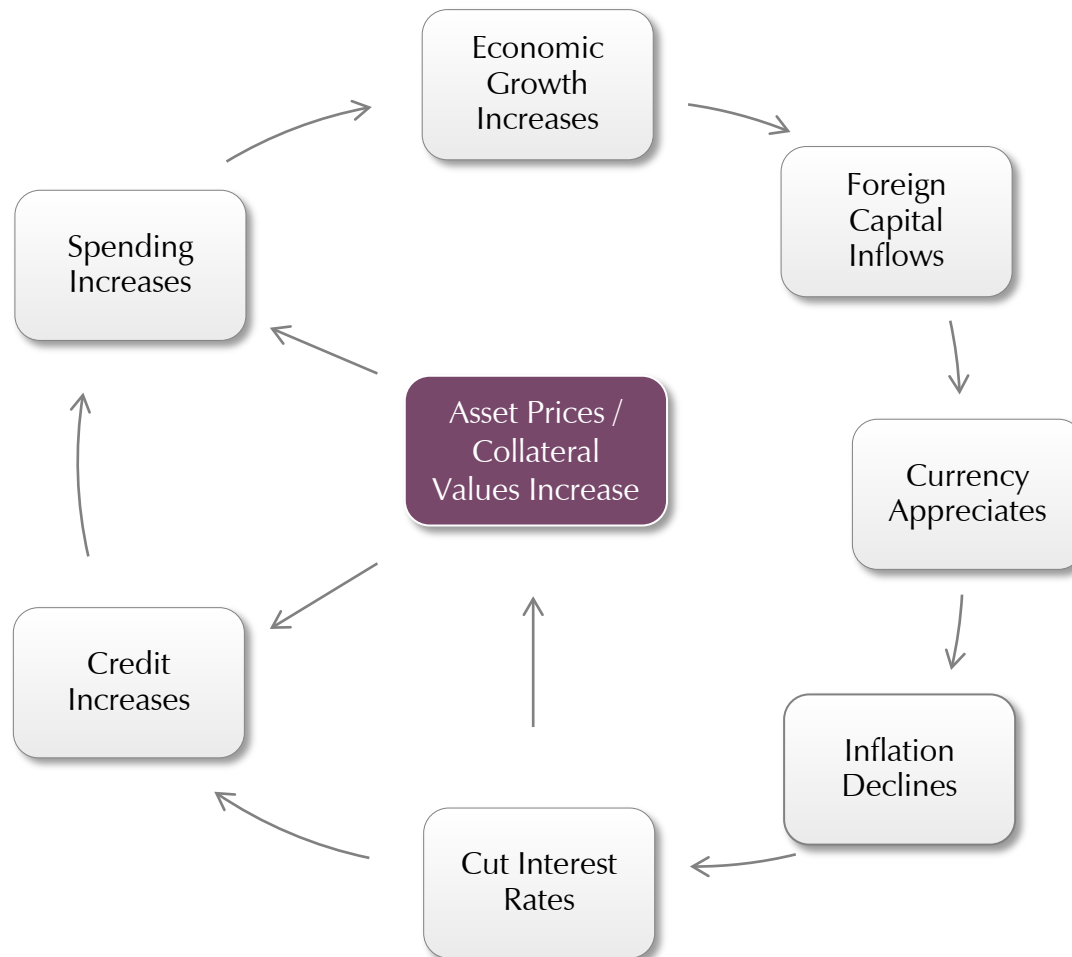 Economic
Growth
Increases
Foreign
Capital
Inflows
Currency
Appreciates
Inflation
Declines
Cut Interest
Rates
Credit
Increases
Spending
Increases
Asset Prices /
Collateral
Values Increase